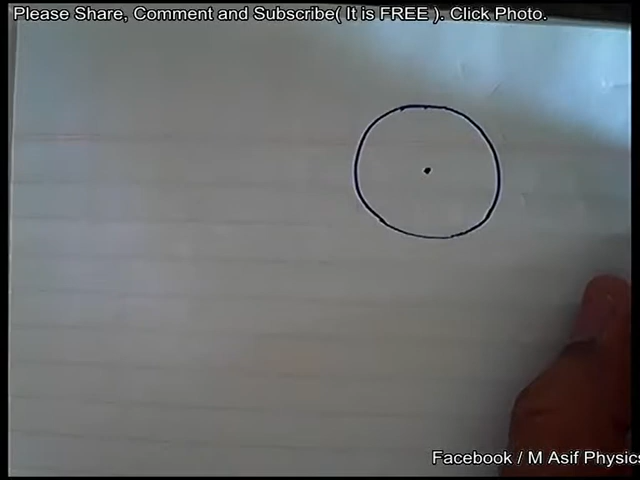 Please Share, Comment and Subscribe( It is FREE ). Click Photo.
Facebook / M Asif Physics